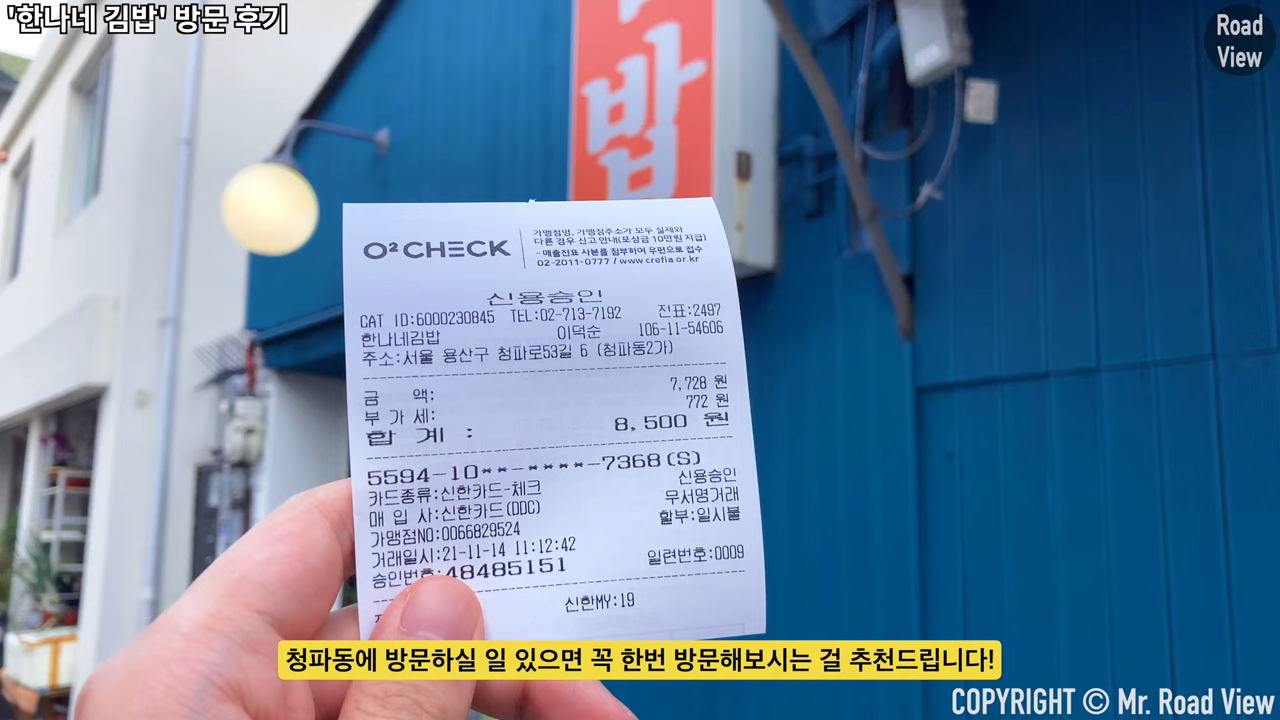 '한나네 김밥' 방문 후기
Road
View
밥
O² CHECK
가맹점명, 가맹점주소가 모두 실제와
다른 경우 신고 안내(포상금 10만원 지급)
- 매출전표 사본을 첨부하며 우편으로 접수
02-2011-0777 / www.crefia.or.kr
신용승인
CAT ID:6000230845 TEL:02-713-7192 전표:2497
한나네김밥 이덕순 106-11-54606
주소:서울 용산구 청파로53길 6 (청파동2가)
금 액: 7,728 원
부 가 세: 772 원
합 계 : 8,500 원
5594-10**-****-7368(S)
카드종류:신한카드-체크 신용승인
매 입 사:신한카드(DDC) 무서명거래
가맹점NO:0066829524 할부:일시불
거래일시:21-11-14 11:12:42
승인번호:48485151 일련번호:0009
신한MY:19
청파동에 방문하실 일 있으면 꼭 한번 방문해보시는 걸 추천드립니다!
COPYRIGHT © Mr. Road View